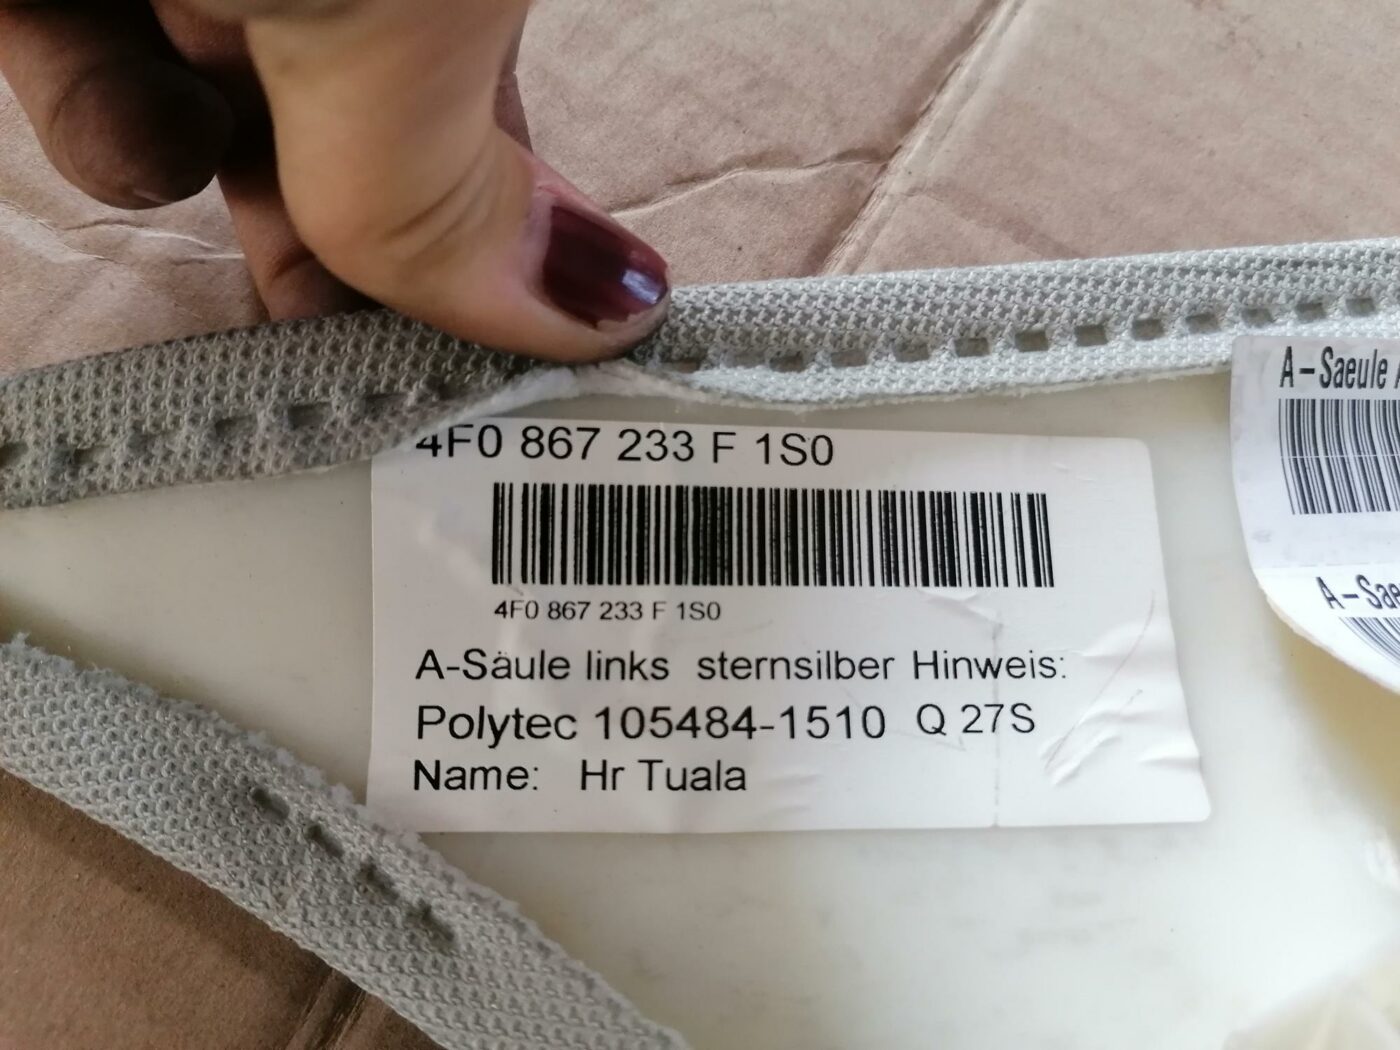 4F0 867 233 F 1S0
4F0 867 233 F 1S0
A-Säule links sternsilber Hinweis:
Polytec 105484-1510 Q 27S
Name: Hr Tuala
A-Saeule